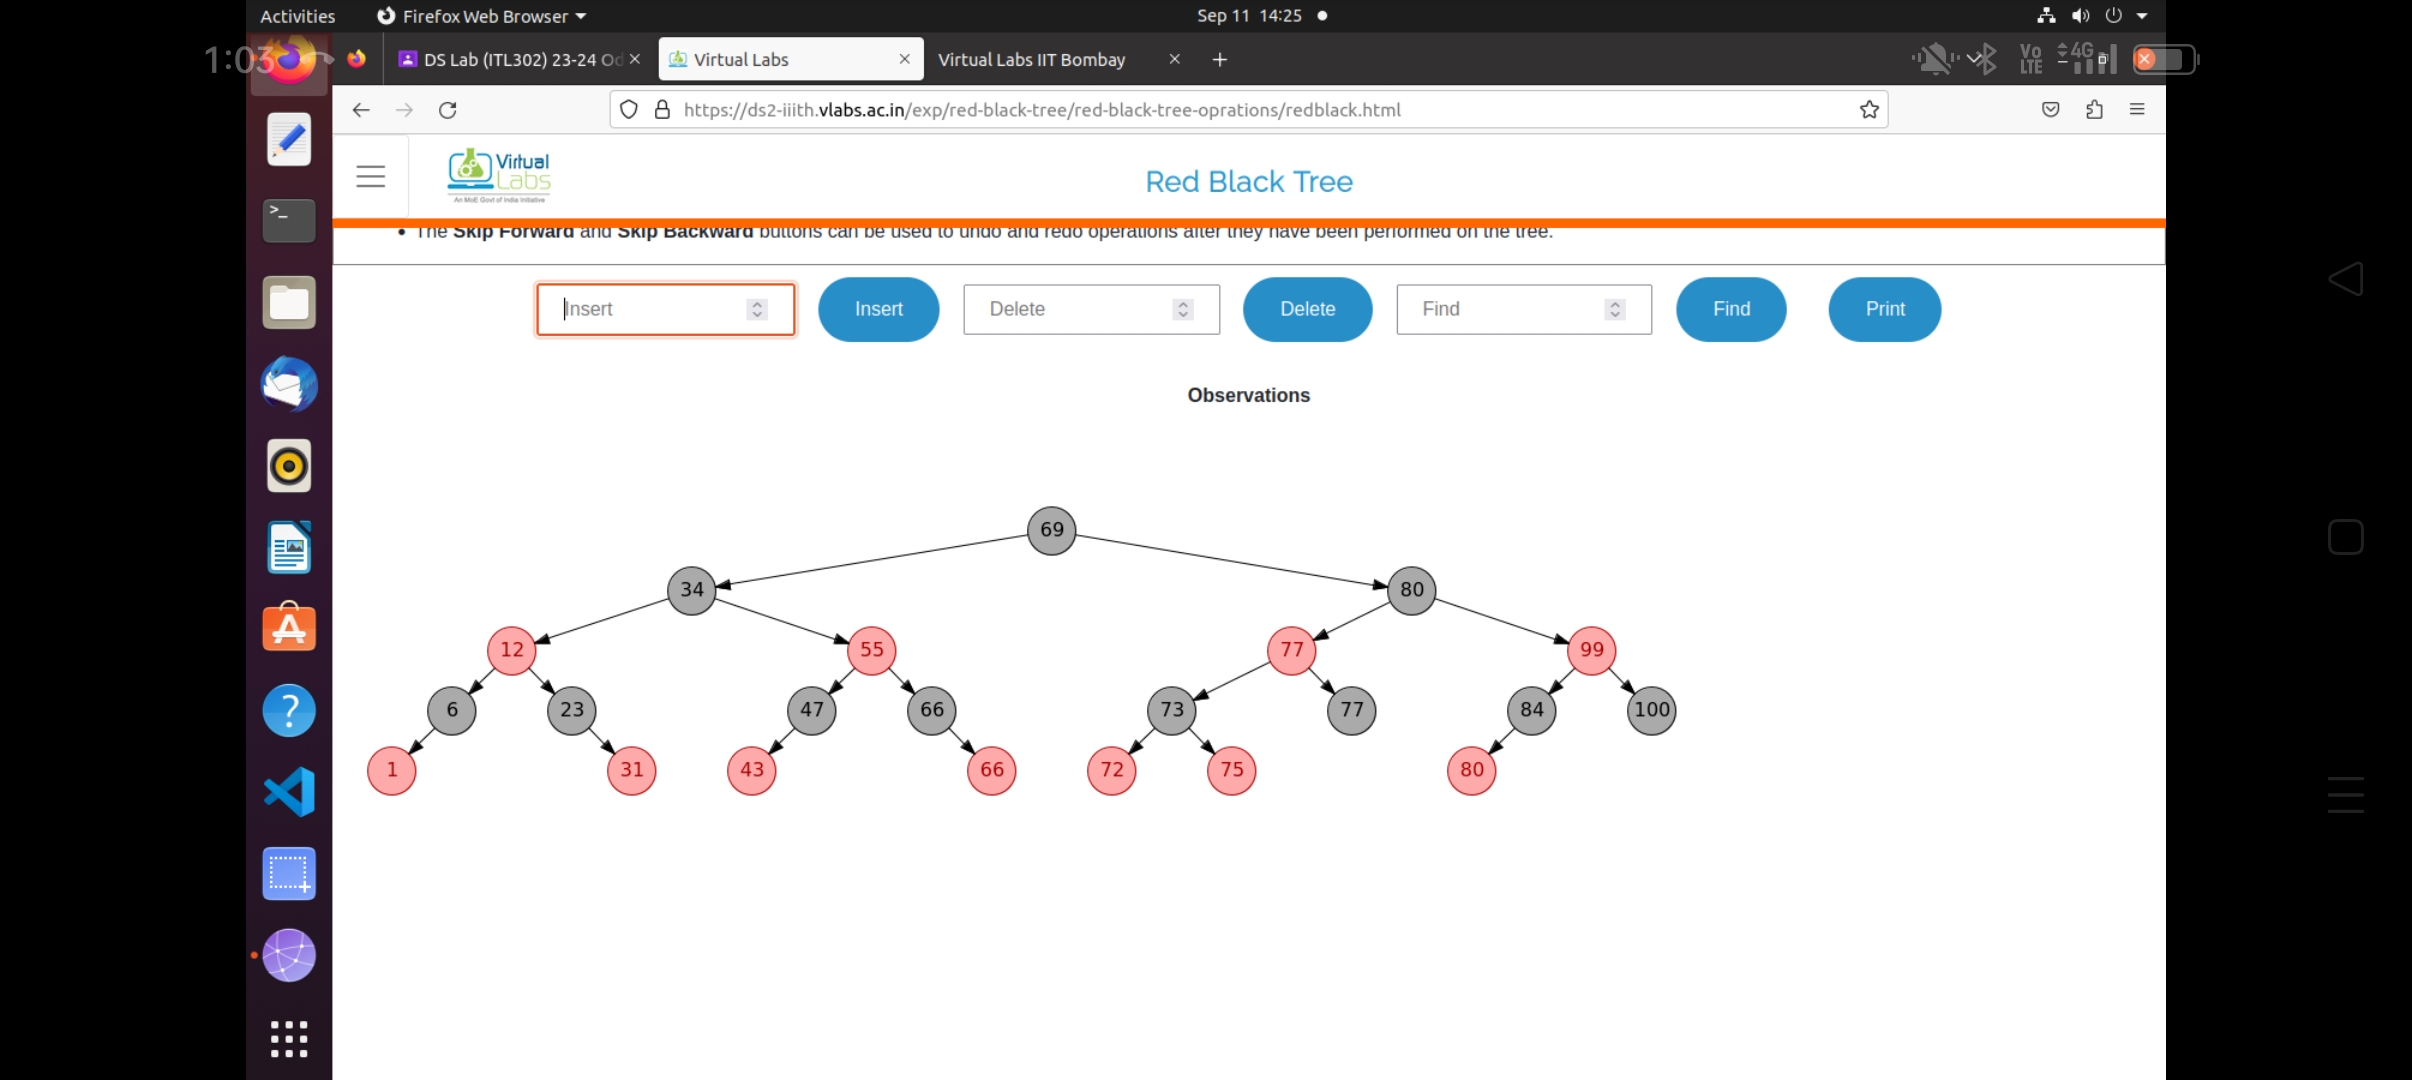 Activities
Firefox Web Browser
Sep 11 14:25
1:03
Vo LTE
4G
DS Lab (ITL302) 23-24 Od
Virtual Labs
Virtual Labs IIT Bombay
https://ds2-iiith.vlabs.ac.in/exp/red-black-tree/red-black-tree-oprations/redblack.html
Virtual Labs
An MoE Govt of India Initiative
Red Black Tree
The Skip Forward and Skip Backward buttons can be used to undo and redo operations after they have been performed on the tree.
Insert Insert Delete Delete Find Find Print
Observations
69
34 80
12 55 77 99
6 23 47 66 73 77 84 100
1 31 43 66 72 75 80